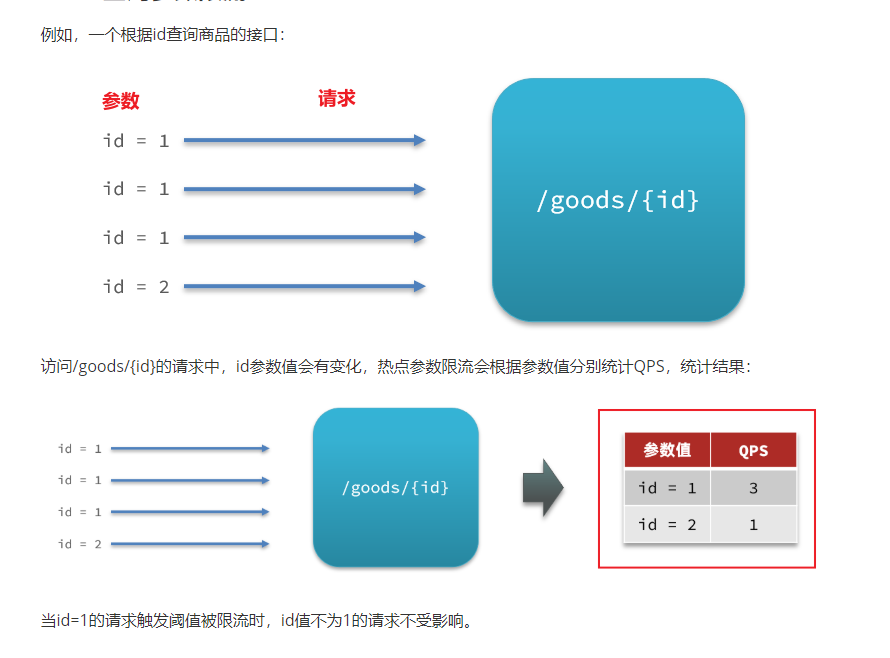 例如，一个根据id查询商品的接口：
参数 请求
id = 1
id = 1
/goods/{id}
id = 1
id = 2
访问/goods/{id}的请求中，id参数值会有变化，热点参数限流会根据参数值分别统计QPS，统计结果：
id = 1
id = 1
id = 1
id = 2
/goods/{id}
参数值 QPS
id = 1 3
id = 2 1
当id=1的请求触发阈值被限流时，id值不为1的请求不受影响。